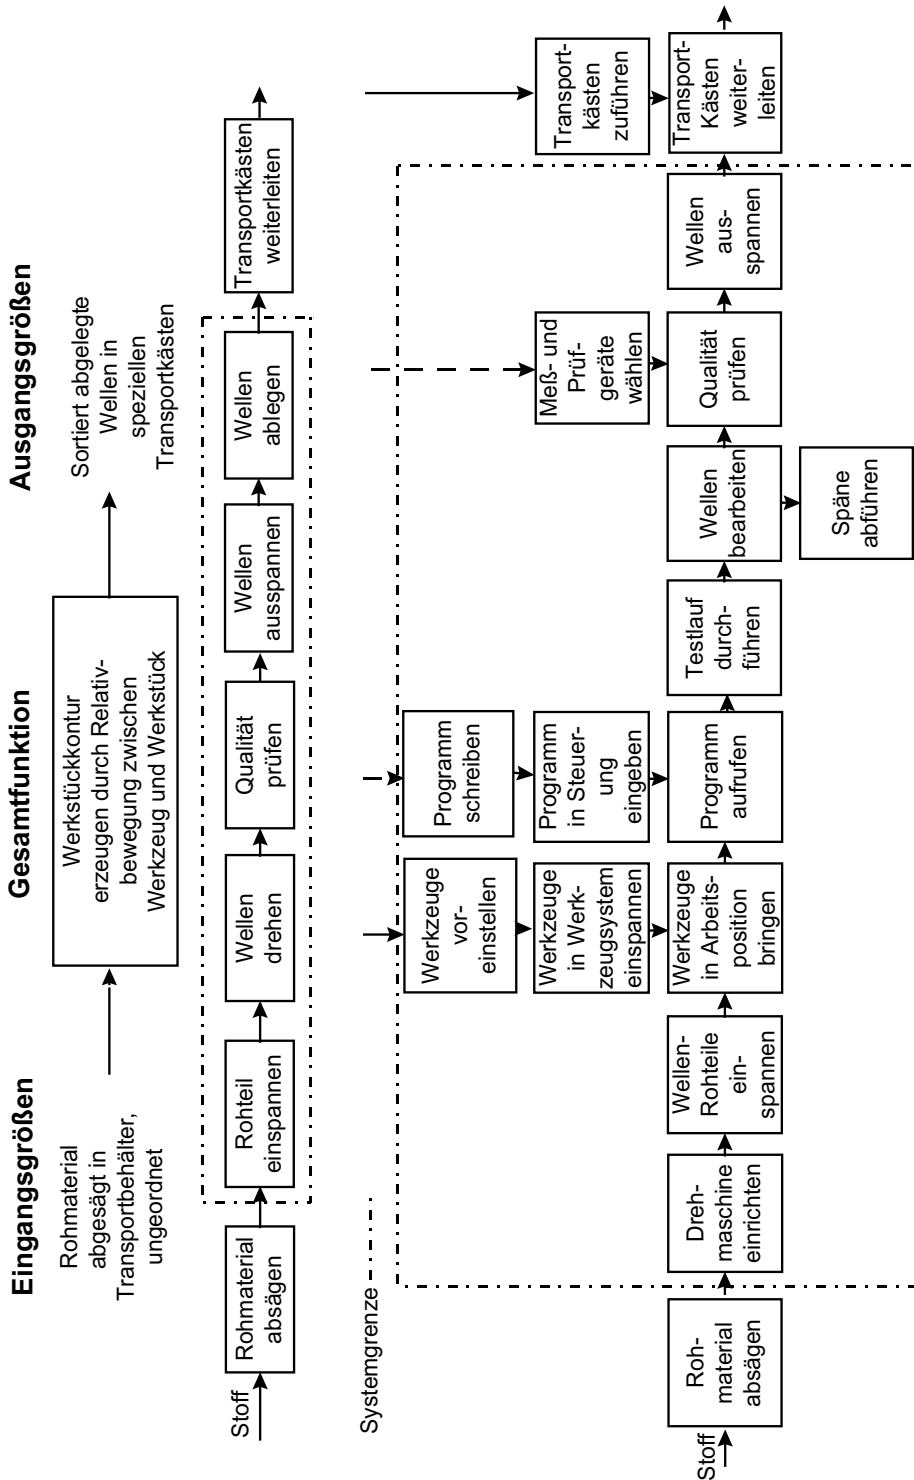 Eingangsgrößen
Gesamtfunktion
Ausgangsgrößen
Rohmaterial
abgesägt in
Transportbehälter,
ungeordnet
Werkstückkontur
erzeugen durch Relativ-
bewegung zwischen
Werkzeug und Werkstück
Sortiert abgelegte
Wellen in
speziellen
Transportkästen
Stoff
Rohmaterial
absägen
Rohteil
einspannen
Wellen
drehen
Qualität
prüfen
Wellen
ausspannen
Wellen
ablegen
Transportkästen
weiterleiten
Systemgrenze
Werkzeuge
vor-
einstellen
Programm
schreiben
Werkzeuge
in Werk-
zeugsystem
einspannen
Programm
in Steuer-
ung
eingeben
Meß- und
Prüf-
geräte
wählen
Transport-
kästen
zuführen
Stoff
Roh-
material
absägen
Dreh-
maschine
einrichten
Wellen-
Rohteile
ein-
spannen
Werkzeuge
in Arbeits-
position
bringen
Programm
aufrufen
Testlauf
durch-
führen
Wellen
bearbeiten
Qualität
prüfen
Wellen
aus-
spannen
Transport-
Kästen
weiter-
leiten
Späne
abführen